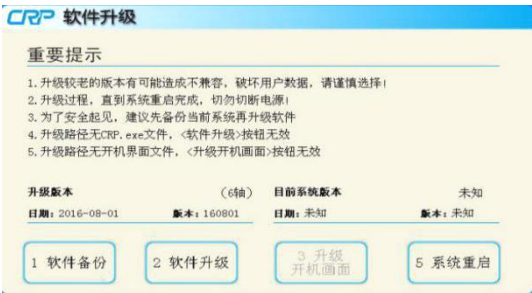 CRP 软件升级
重要提示
1.升级较老的版本有可能造成不兼容，破坏用户数据，请谨慎选择！
2.升级过程，直到系统重启完成，切勿切断电源！
3.为了安全起见，建议先备份当前系统再升级软件
4.升级路径无CRP.exe文件，<软件升级>按钮无效
5.升级路径无开机界面文件，<升级开机画面>按钮无效
升级版本 （6轴） 目前系统版本 未知
日期：2016-08-01 版本：160801 日期：未知 版本：未知
1 软件备份 2 软件升级 3 升级 5 系统重启
开机画面